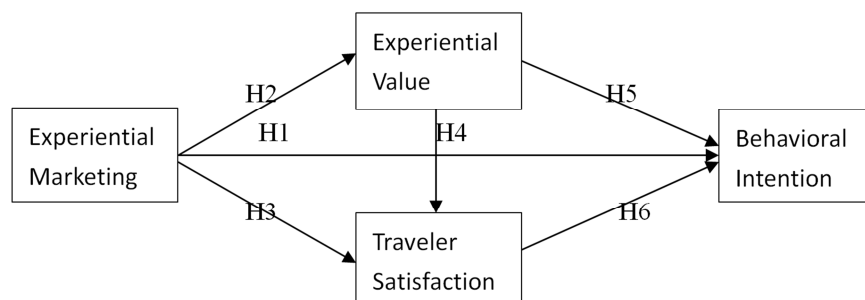 Experiential
Value
H2
H5
Experiential
Marketing
H1
H4
Behavioral
Intention
H3
H6
Traveler
Satisfaction